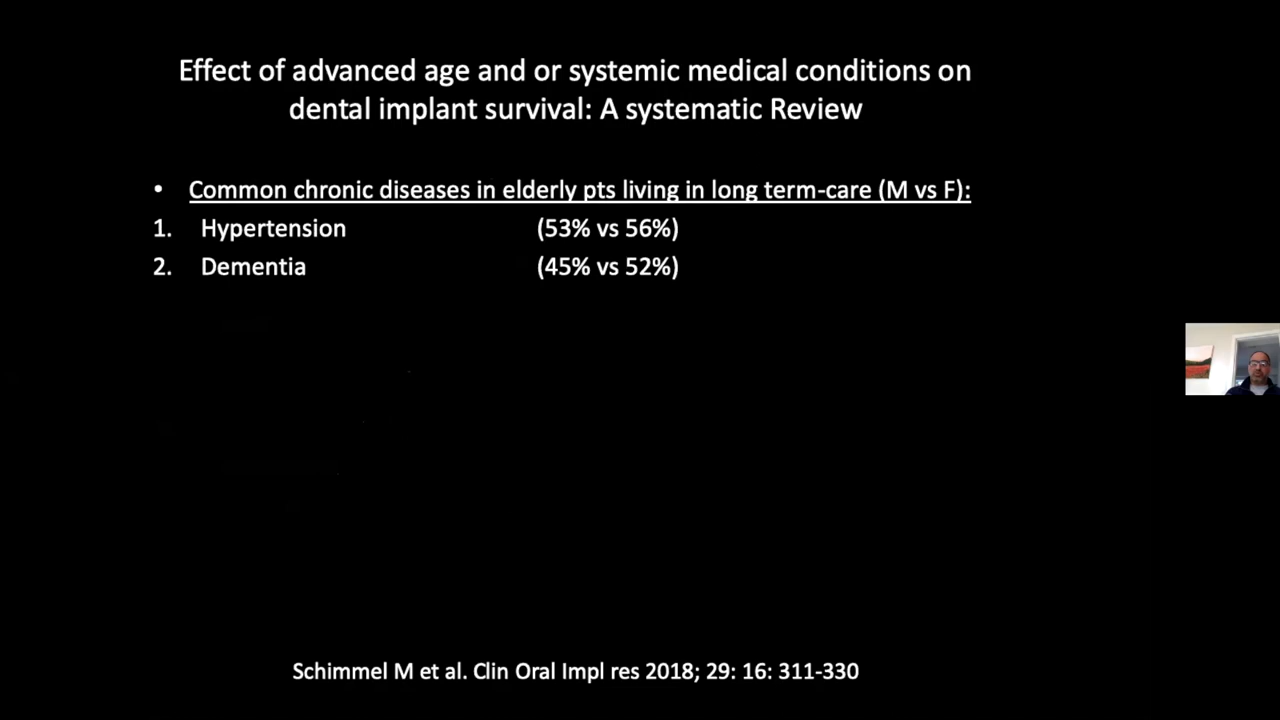 Effect of advanced age and or systemic medical conditions on
dental implant survival: A systematic Review
• Common chronic diseases in elderly pts living in long term-care (M vs F):
1. Hypertension (53% vs 56%)
2. Dementia (45% vs 52%)
Schimmel M et al. Clin Oral Impl res 2018; 29: 16: 311-330